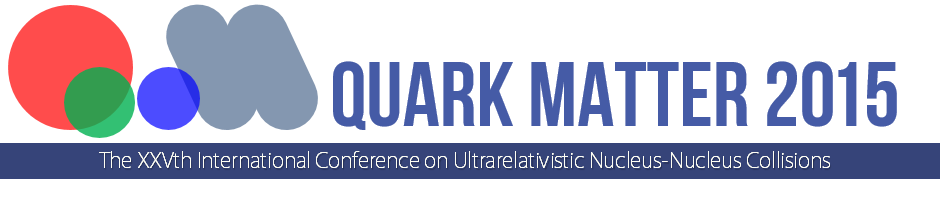 QUARK MATTER 2015
The XXVth International Conference on Ultrarelativistic Nucleus-Nucleus Collisions